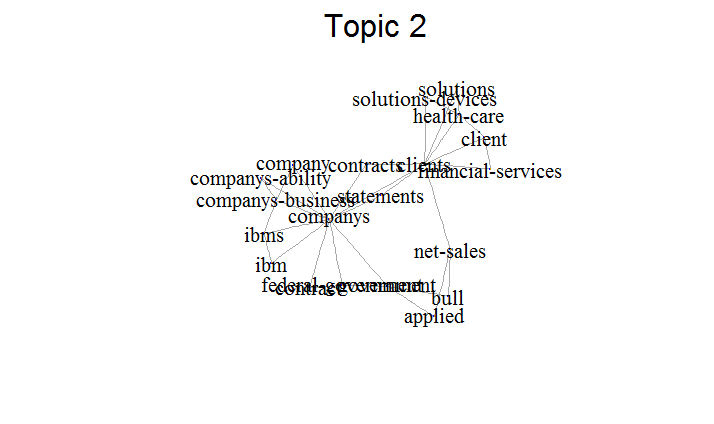 Topic 2
solutions
solutions-devices
health-care
client
company
contracts
clients
financial-services
companys-ability
companys-business
statements
companys
ibms
net-sales
ibm
federal-government
contract
government
bull
applied